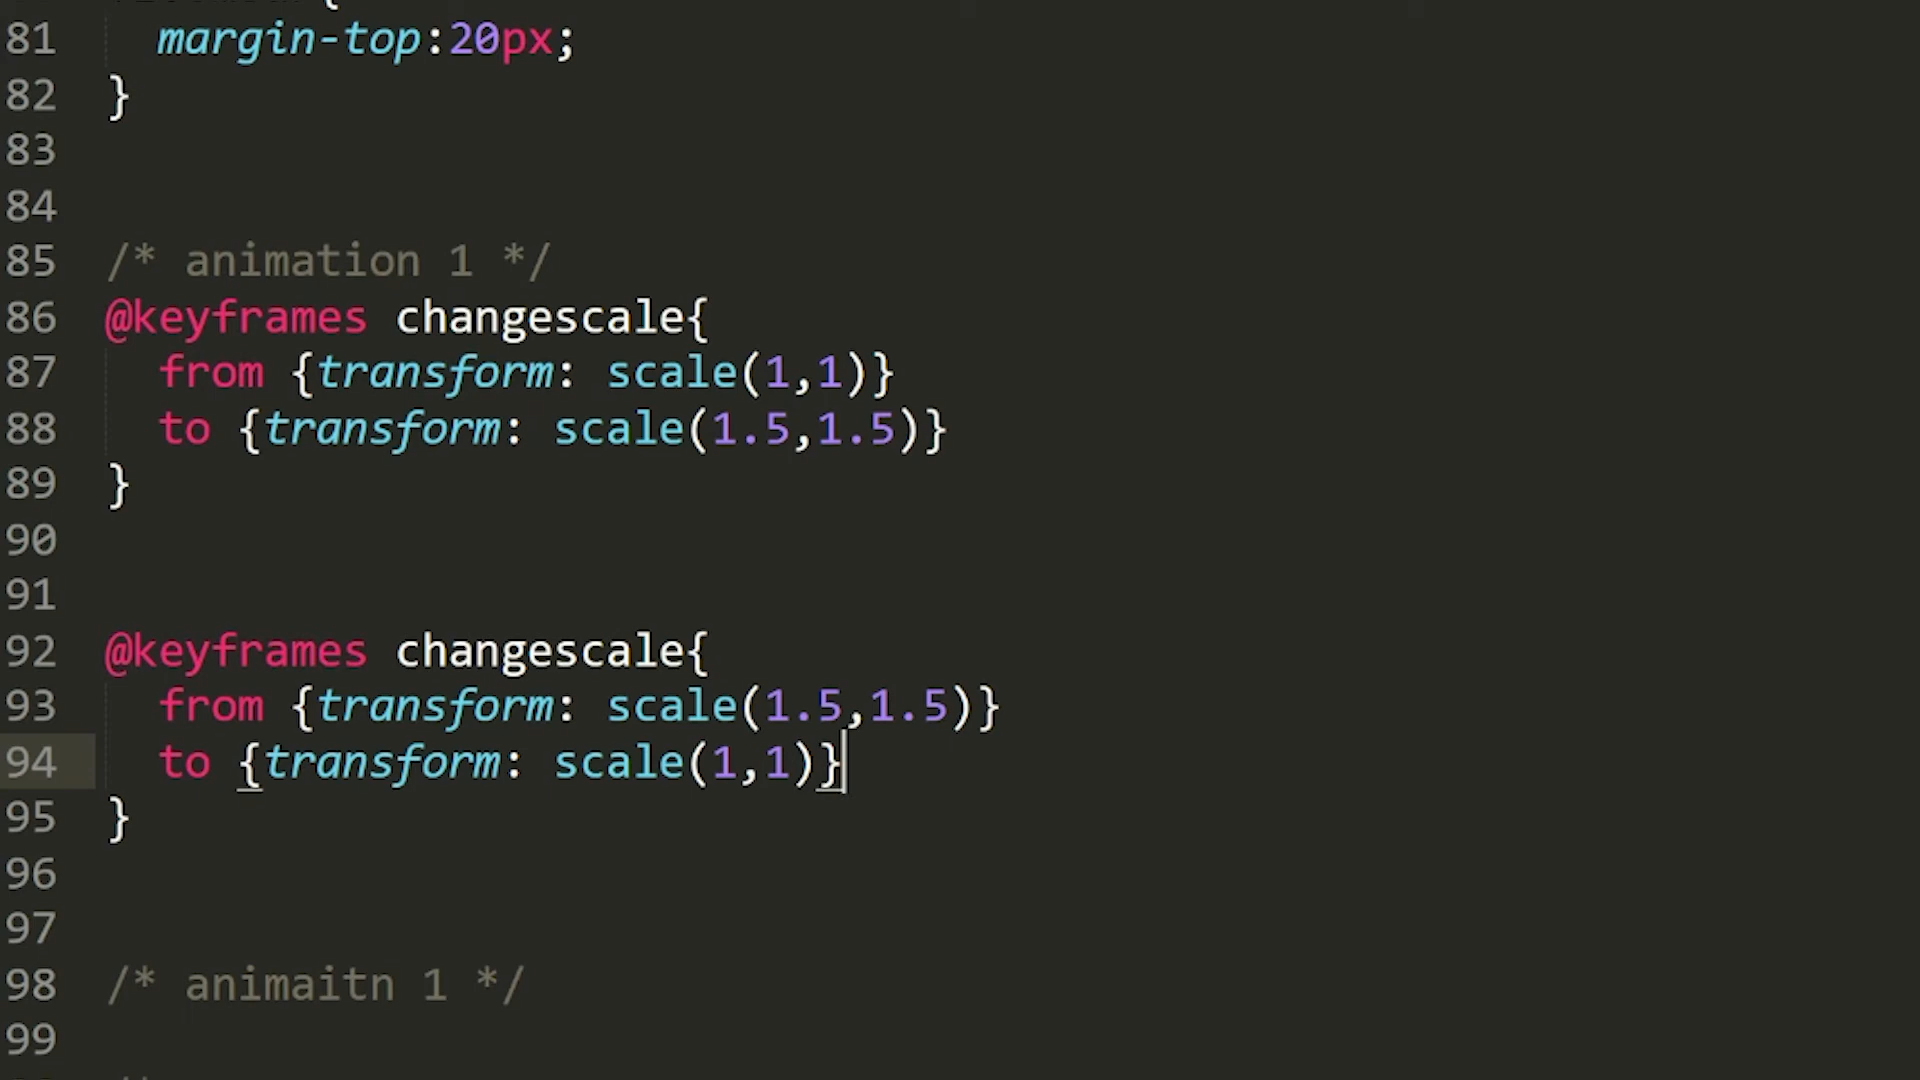 81 margin-top:20px;
82 }
83
84
85 /* animation 1 */
86 @keyframes changescale{
87 from {transform: scale(1,1)}
88 to {transform: scale(1.5,1.5)}
89 }
90
91
92 @keyframes changescale{
93 from {transform: scale(1.5,1.5)}
94 to {transform: scale(1,1)}
95 }
96
97
98 /* animaitn 1 */
99